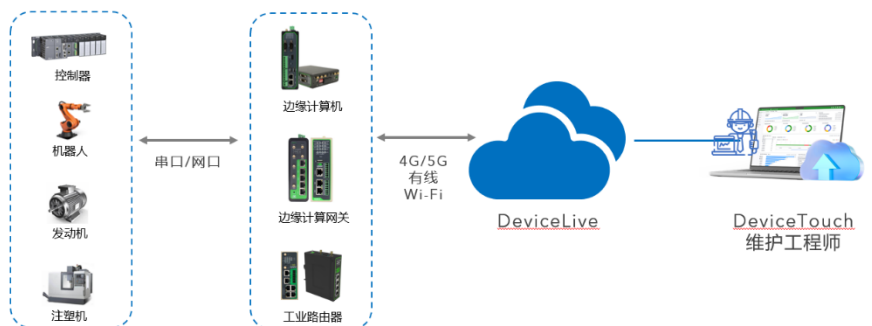 控制器
机器人
发动机
注塑机
串口/网口
边缘计算机
边缘计算网关
工业路由器
4G/5G
有线
Wi-Fi
DeviceLive
DeviceTouch
维护工程师